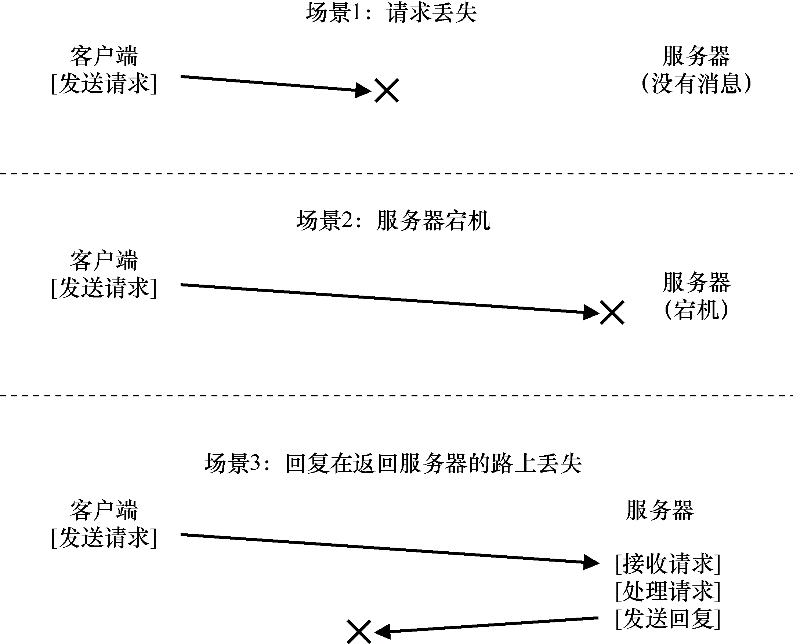 场景1：请求丢失
客户端
[发送请求]
服务器
（没有消息）
场景2：服务器宕机
客户端
[发送请求]
服务器
（宕机）
场景3：回复在返回服务器的路上丢失
客户端
[发送请求]
服务器
[接收请求]
[处理请求]
[发送回复]